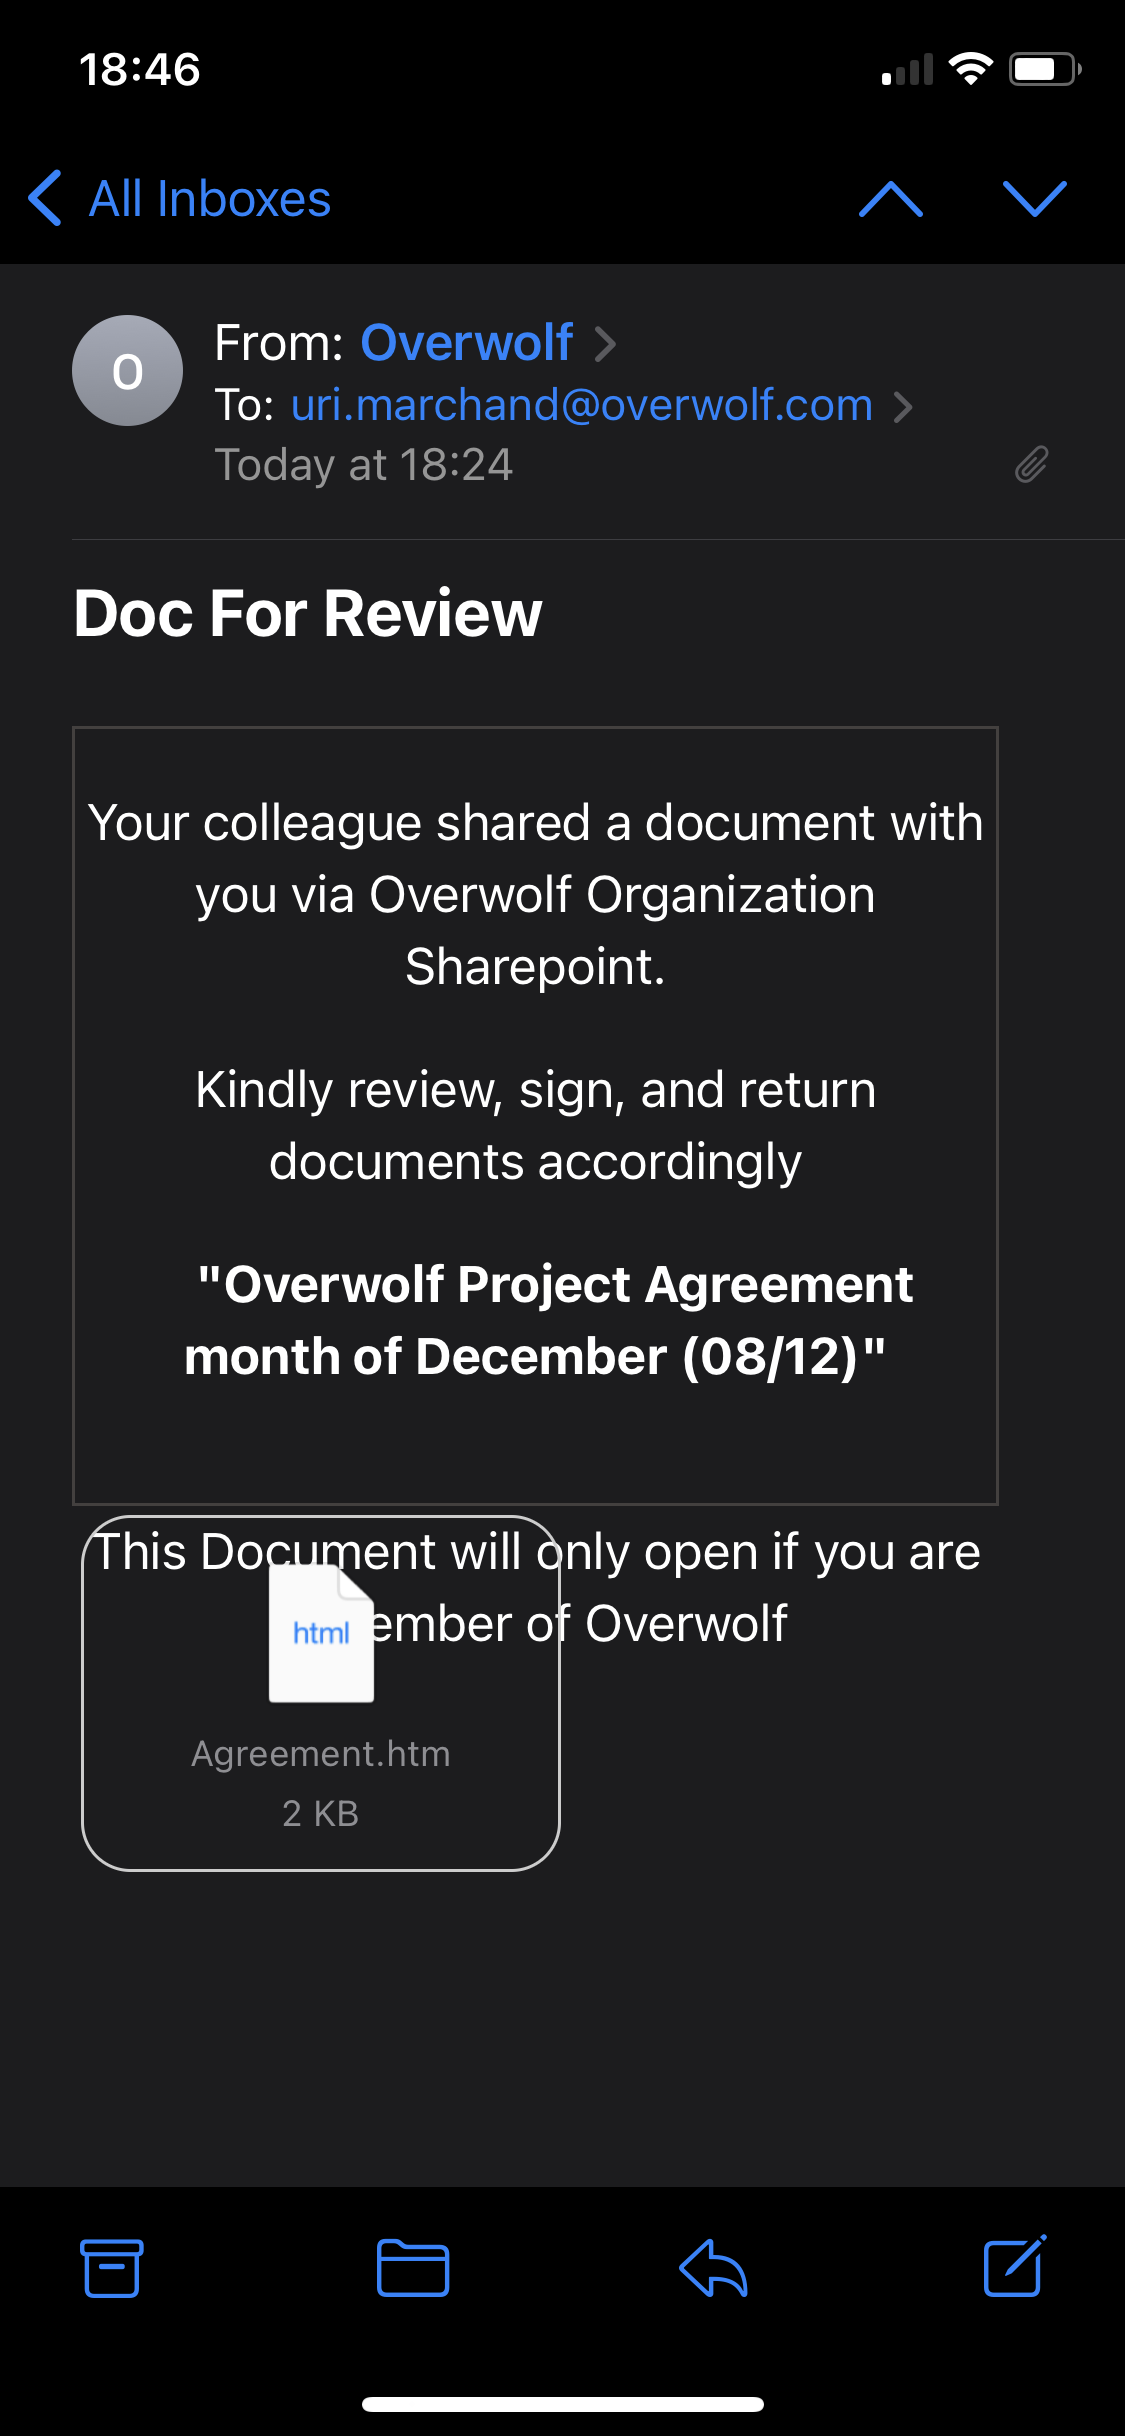 18:46
All Inboxes
O
From: Overwolf
To: uri.marchand@overwolf.com
Today at 18:24
Doc For Review
Your colleague shared a document with
you via Overwolf Organization
Sharepoint.
Kindly review, sign, and return
documents accordingly
"Overwolf Project Agreement
month of December (08/12)"
This Document will only open if you are
ember of Overwolf
html
Agreement.htm
2 KB